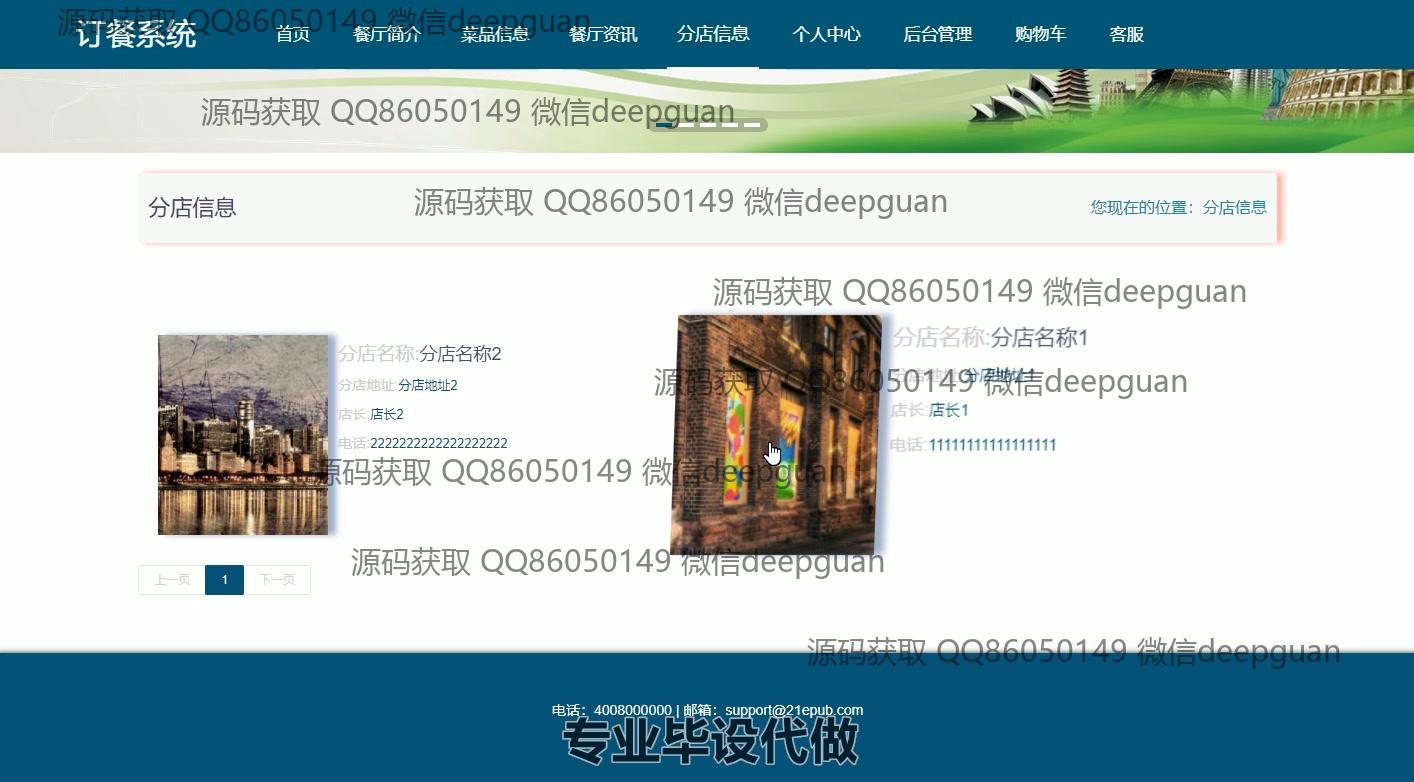 源码获取 QQ86050149 微信deepguan
订餐系统 首页 餐厅简介 菜品信息 餐厅资讯 分店信息 个人中心 后台管理 购物车 客服
源码获取 QQ86050149 微信deepguan
源码获取 QQ86050149 微信deepguan
分店信息 您现在的位置：分店信息
源码获取 QQ86050149 微信deepguan
分店名称:分店名称2
分店地址:分店地址2
店长:店长2
电话:2222222222222222222
分店名称:分店名称1
分店地址:分店地址1
源码获取 QQ86050149 微信deepguan
店长:店长1
电话:11111111111111111
源码获取 QQ86050149 微信deepguan
源码获取 QQ86050149 微信deepguan
上一页 1 下一页
源码获取 QQ86050149 微信deepguan
电话：4008000000 | 邮箱：support@21epub.com
专业毕设代做